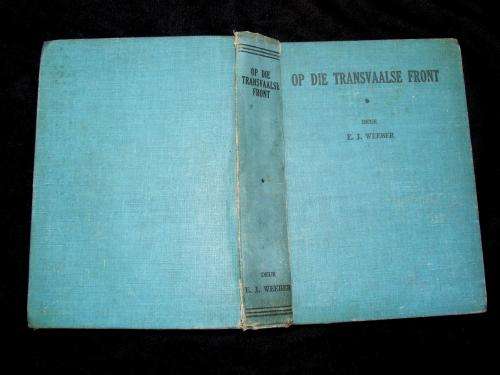 OP DIE
TRANSVAALSE
FRONT
DEUR
E. J. WEEBER
OP DIE TRANSVAALSE FRONT
DEUR
E. J. WEEBER